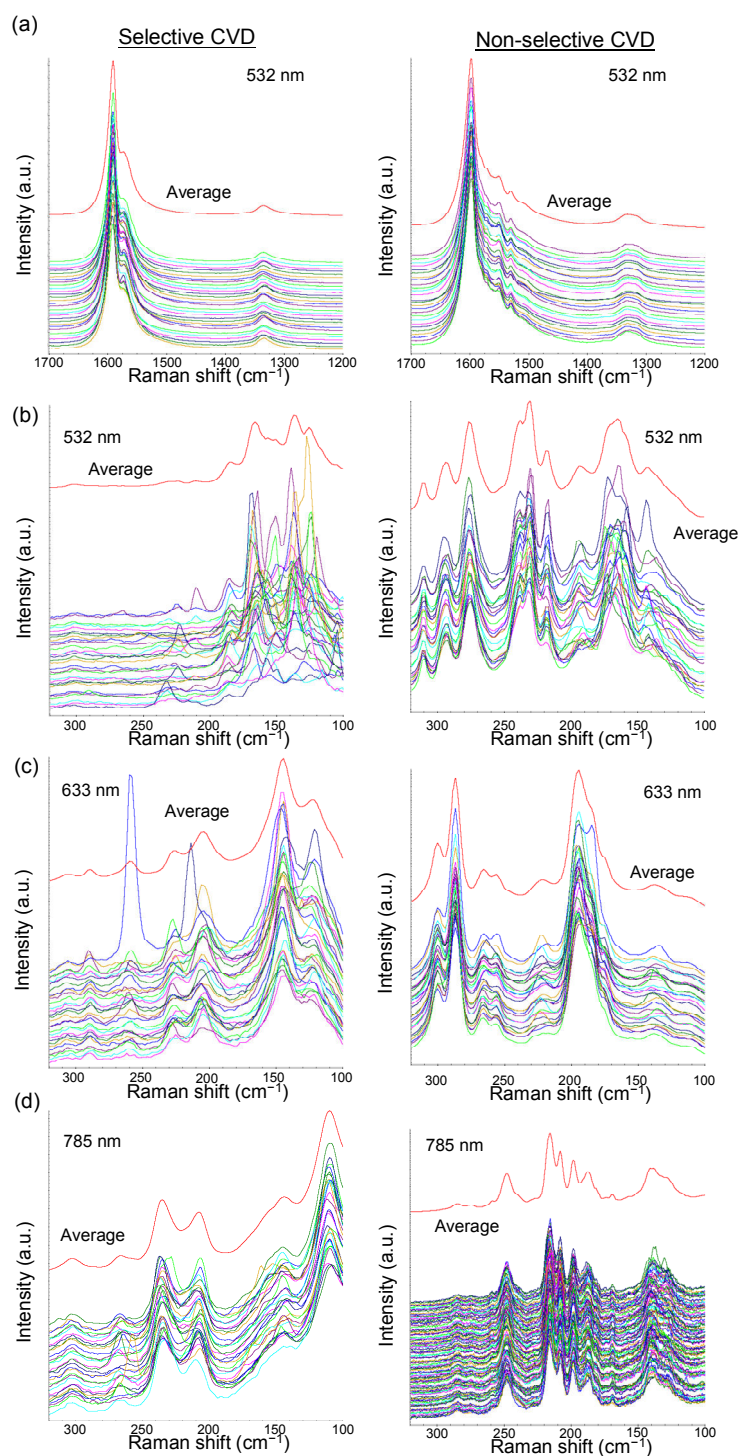 (a)
Selective CVD
Non-selective CVD
532 nm
532 nm
Average
Average
Intensity (a.u.)
Intensity (a.u.)
1700 1600 1500 1400 1300 1200
1700 1600 1500 1400 1300 1200
Raman shift (cm⁻¹)
Raman shift (cm⁻¹)
(b)
532 nm
532 nm
Average
Average
Intensity (a.u.)
Intensity (a.u.)
300 250 200 150 100
300 250 200 150 100
Raman shift (cm⁻¹)
Raman shift (cm⁻¹)
(c)
633 nm
633 nm
Average
Average
Intensity (a.u.)
Intensity (a.u.)
300 250 200 150 100
300 250 200 150 100
Raman shift (cm⁻¹)
Raman shift (cm⁻¹)
(d)
785 nm
785 nm
Average
Average
Intensity (a.u.)
Intensity (a.u.)
300 250 200 150 100
300 250 200 150 100
Raman shift (cm⁻¹)
Raman shift (cm⁻¹)